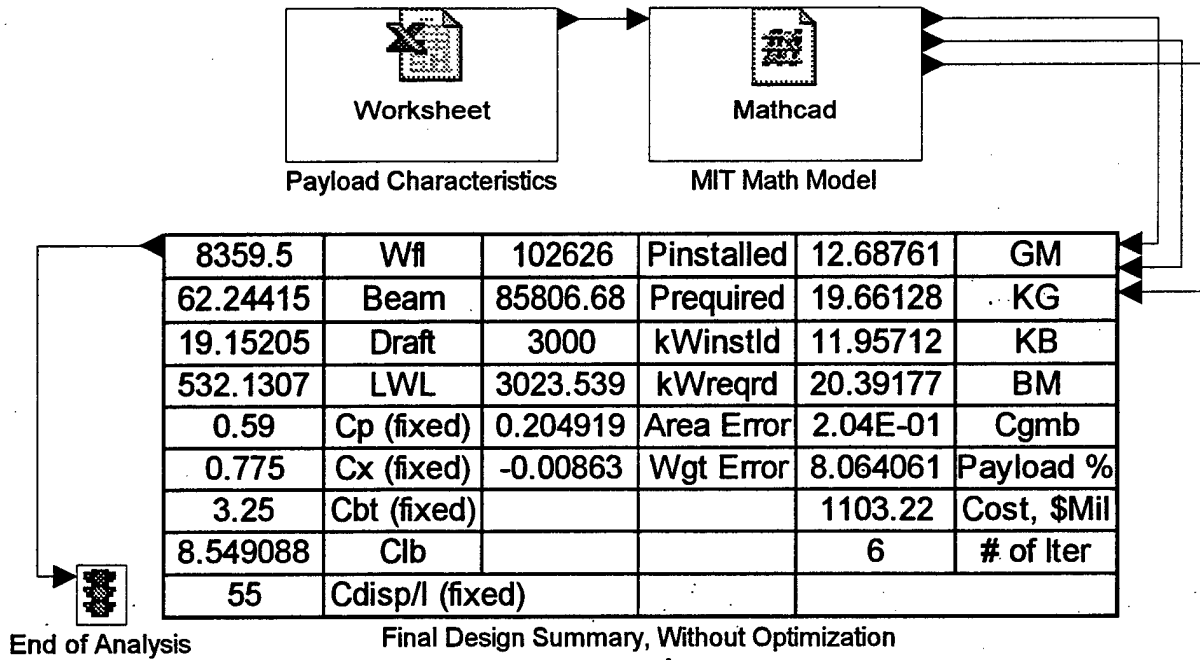 Worksheet
Mathcad
Payload Characteristics
MIT Math Model
8359.5 Wfl 102626 Pinstalled 12.68761 GM
62.24415 Beam 85806.68 Prequired 19.66128 KG
19.15205 Draft 3000 kWinstld 11.95712 KB
532.1307 LWL 3023.539 kWreqrd 20.39177 BM
0.59 Cp (fixed) 0.204919 Area Error 2.04E-01 Cgmb
0.775 Cx (fixed) -0.00863 Wgt Error 8.064061 Payload %
3.25 Cbt (fixed) 1103.22 Cost, $Mil
8.549088 Clb 6 # of Iter
55 Cdisp/l (fixed)
End of Analysis
Final Design Summary, Without Optimization